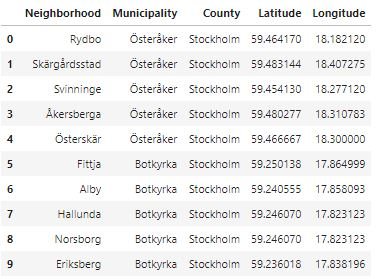 Neighborhood Municipality County Latitude Longitude
0 Rydbo Österåker Stockholm 59.464170 18.182120
1 Skärgårdsstad Österåker Stockholm 59.483144 18.407275
2 Svinninge Österåker Stockholm 59.454130 18.277120
3 Åkersberga Österåker Stockholm 59.480277 18.310783
4 Österskär Österåker Stockholm 59.466667 18.300000
5 Fittja Botkyrka Stockholm 59.250138 17.864999
6 Alby Botkyrka Stockholm 59.240555 17.858093
7 Hallunda Botkyrka Stockholm 59.246070 17.823123
8 Norsborg Botkyrka Stockholm 59.246070 17.823123
9 Eriksberg Botkyrka Stockholm 59.236018 17.838196